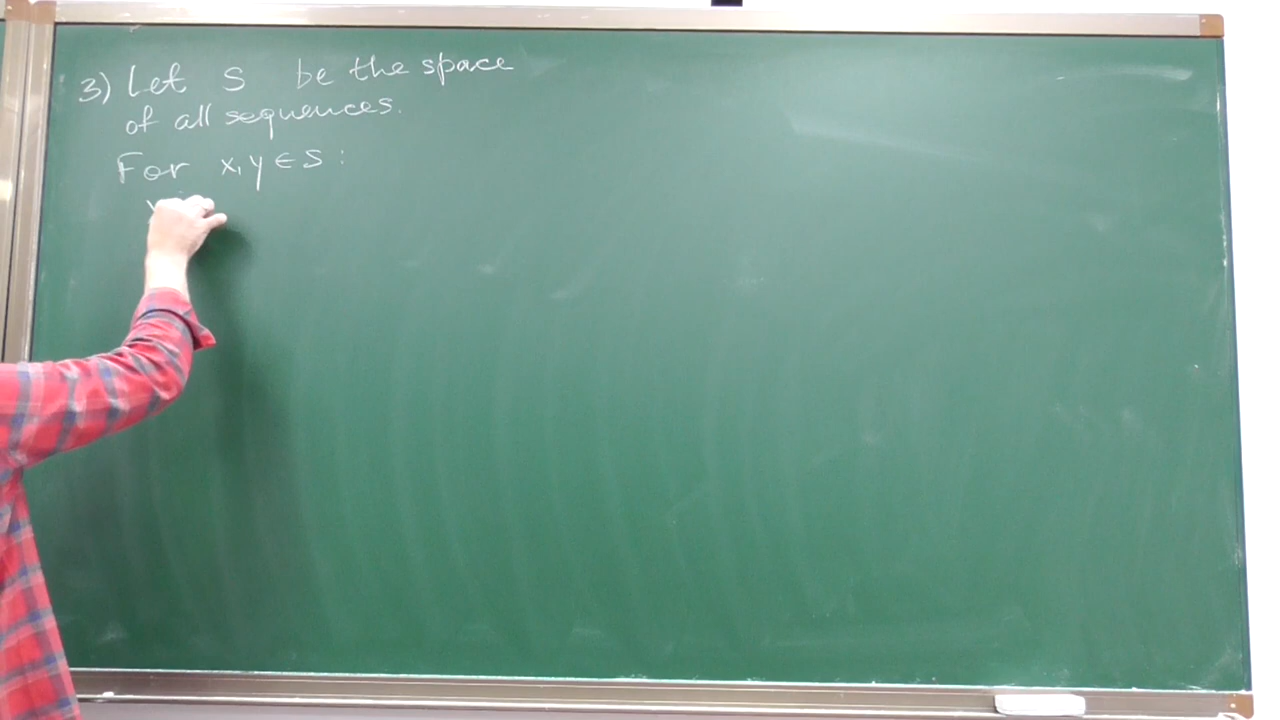 3) Let S be the space
of all sequences.
For x, y ∈ S :